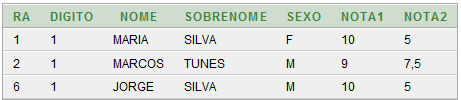 RA DIGITO NOME SOBRENOME SEXO NOTA1 NOTA2
1 1 MARIA SILVA F 10 5
2 1 MARCOS TUNES M 9 7,5
6 1 JORGE SILVA M 10 5